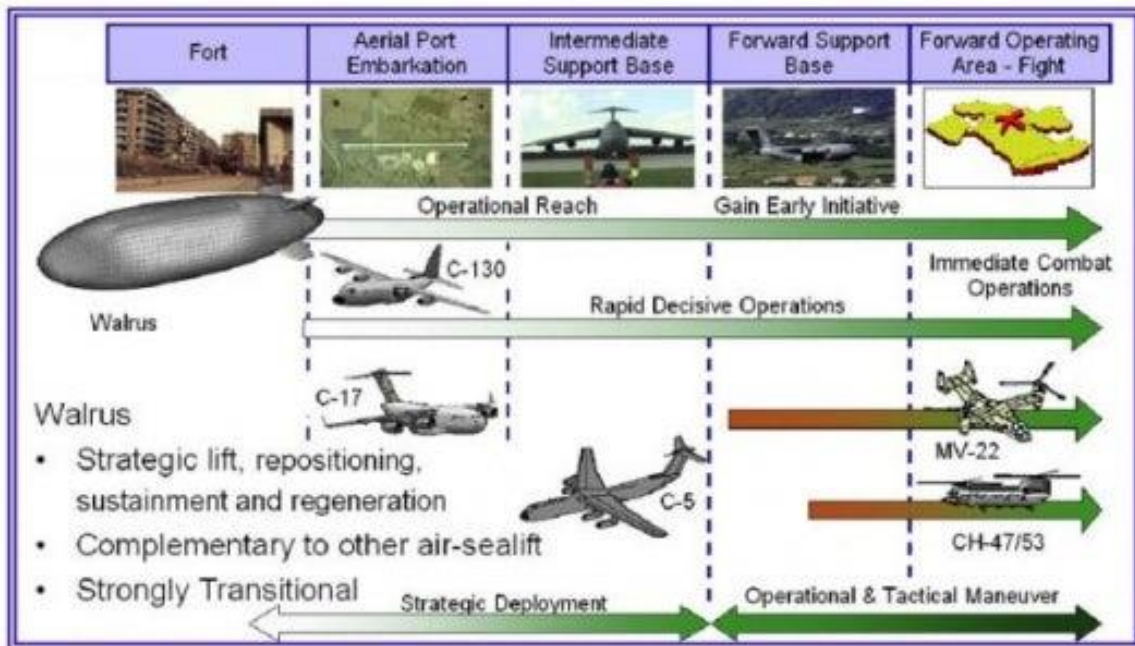 Fort
Aerial Port
Embarkation
Intermediate
Support Base
Forward Support
Base
Forward Operating
Area - Fight
Operational Reach
Gain Early Initiative
C-130
Immediate Combat
Operations
Rapid Decisive Operations
Walrus
C-17
MV-22
Walrus
• Strategic lift, repositioning,
sustainment and regeneration
C-5
• Complementary to other air-sealift
CH-47/53
• Strongly Transitional
Strategic Deployment
Operational & Tactical Maneuver